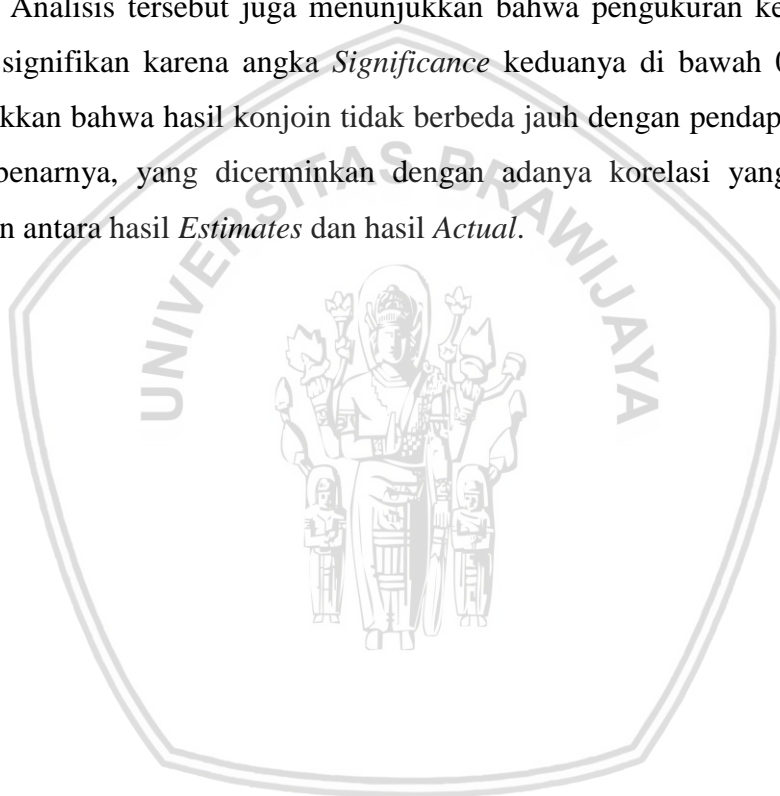 Analisis tersebut juga menunjukkan bahwa pengukuran ke
signifikan karena angka Significance keduanya di bawah 0
kkan bahwa hasil konjoin tidak berbeda jauh dengan pendap
benarnya, yang dicerminkan dengan adanya korelasi yang
n antara hasil Estimates dan hasil Actual.
UNIVERSITAS BRAWIJAYA